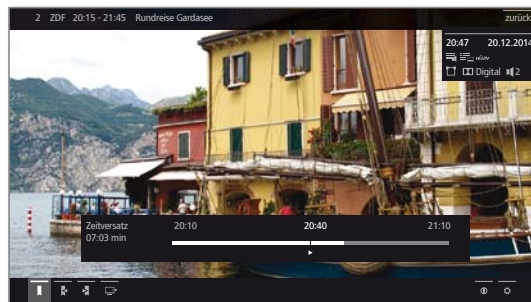 2 ZDF 20:15 - 21:45 Rundreise Gardasee
zurück
20:47 20.12.2014
Digital 2
Zeitversatz 20:10 20:40 21:10
07:03 min